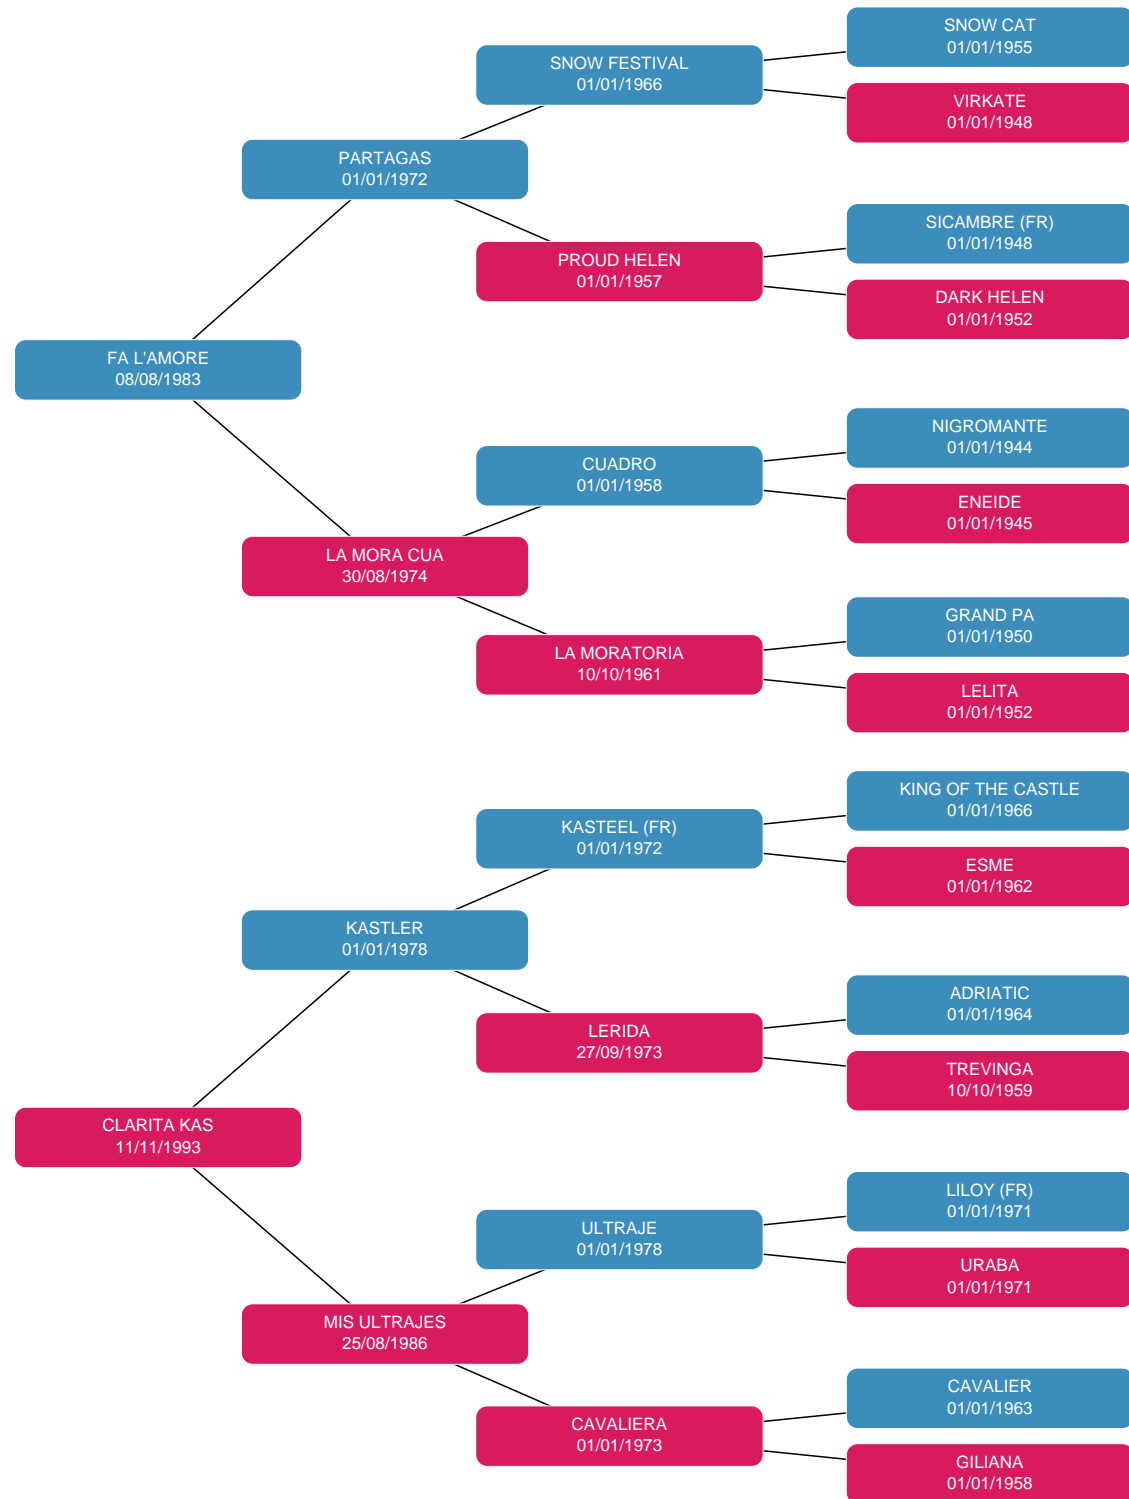 SNOW CAT
01/01/1955
SNOW FESTIVAL
01/01/1966
VIRKATE
01/01/1948
PARTAGAS
01/01/1972
SICAMBRE (FR)
01/01/1948
PROUD HELEN
01/01/1957
DARK HELEN
01/01/1952
FA L'AMORE
08/08/1983
NIGROMANTE
01/01/1944
CUADRO
01/01/1958
ENEIDE
01/01/1945
LA MORA CUA
30/08/1974
GRAND PA
01/01/1950
LA MORATORIA
10/10/1961
LELITA
01/01/1952
KING OF THE CASTLE
01/01/1966
KASTEEL (FR)
01/01/1972
ESME
01/01/1962
KASTLER
01/01/1978
ADRIATIC
01/01/1964
LERIDA
27/09/1973
TREVINGA
10/10/1959
CLARITA KAS
11/11/1993
LILOY (FR)
01/01/1971
ULTRAJE
01/01/1978
URABA
01/01/1971
MIS ULTRAJES
25/08/1986
CAVALIER
01/01/1963
CAVALIERA
01/01/1973
GILIANA
01/01/1958